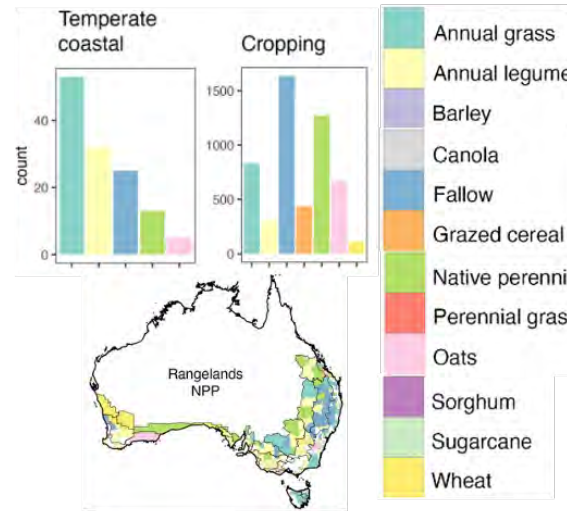 Temperate
coastal
Cropping
count
40
20
0
1500
1000
500
0
Rangelands
NPP
Annual grass
Annual legume
Barley
Canola
Fallow
Grazed cereal
Native perenni
Perennial gras
Oats
Sorghum
Sugarcane
Wheat